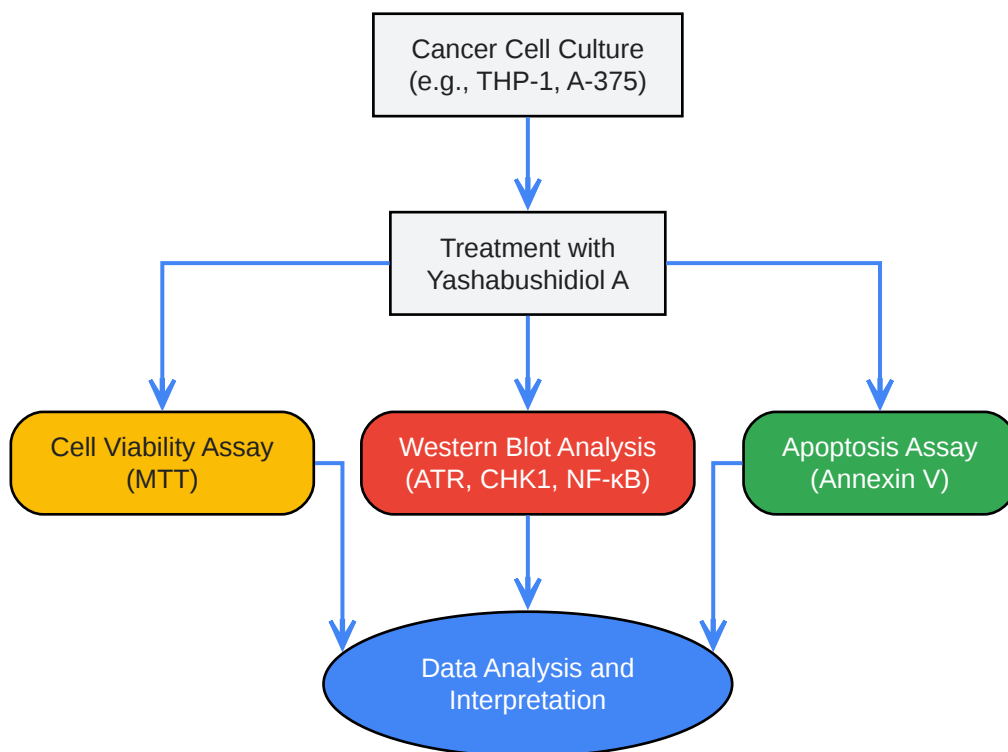 Cancer Cell Culture
(e.g., THP-1, A-375)
Treatment with
Yashabushidiol A
Cell Viability Assay
(MTT)
Western Blot Analysis
(ATR, CHK1, NF-κB)
Apoptosis Assay
(Annexin V)
Data Analysis and
Interpretation